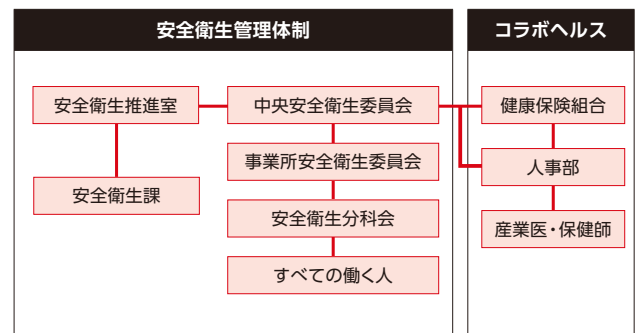 安全衛生管理体制
コラボヘルス
安全衛生推進室
中央安全衛生委員会
健康保険組合
事業所安全衛生委員会
人事部
安全衛生課
安全衛生分科会
産業医・保健師
すべての働く人